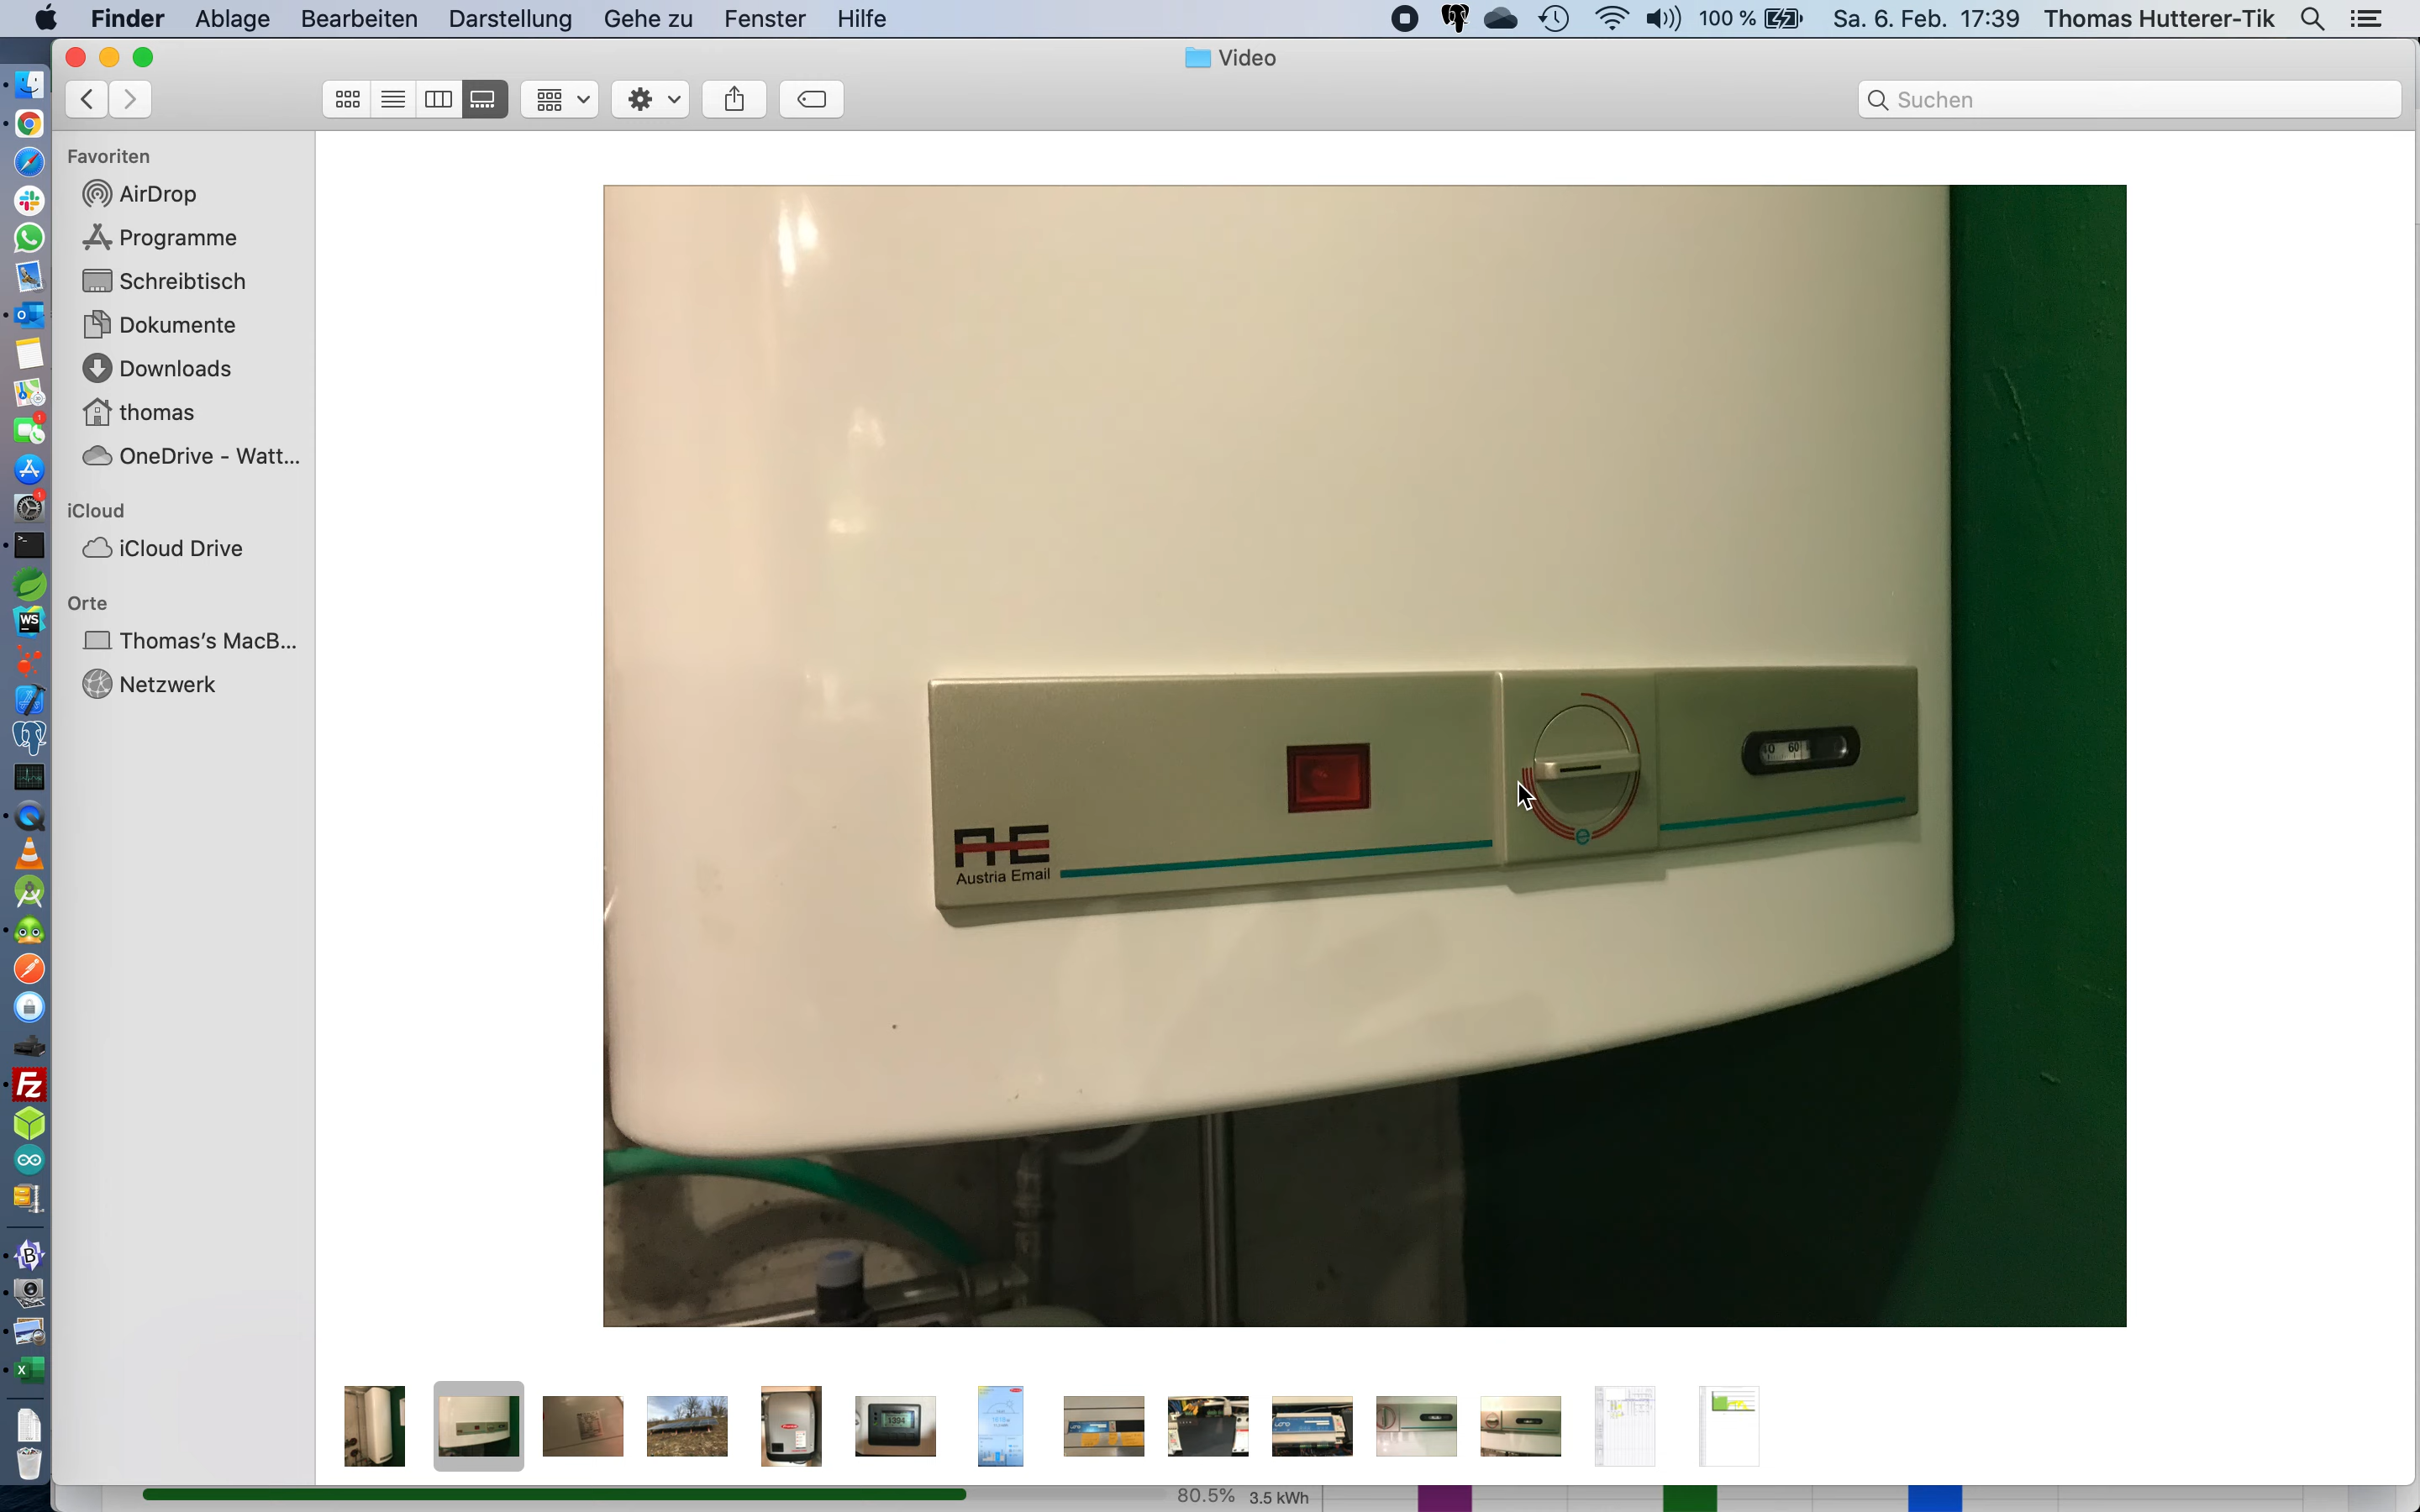 Finder Ablage Bearbeiten Darstellung Gehe zu Fenster Hilfe 100 % Sa. 6. Feb. 17:39 Thomas Hutterer-Tik
Video
Suchen
Favoriten
AirDrop
Programme
Schreibtisch
Dokumente
Downloads
thomas
OneDrive - Watt...
iCloud
iCloud Drive
Orte
Thomas's MacB...
Netzwerk
60
AE
Austria Email
80.5% 3.5 kWh